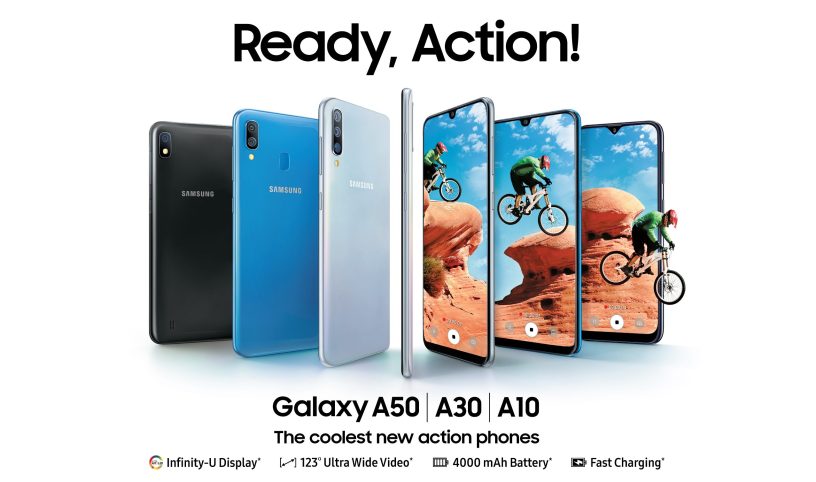 Ready, Action!
SAMSUNG
SAMSUNG
SAMSUNG
Galaxy A50 | A30 | A10
The coolest new action phones
Infinity-U Display* 123° Ultra Wide Video* 4000 mAh Battery* Fast Charging*